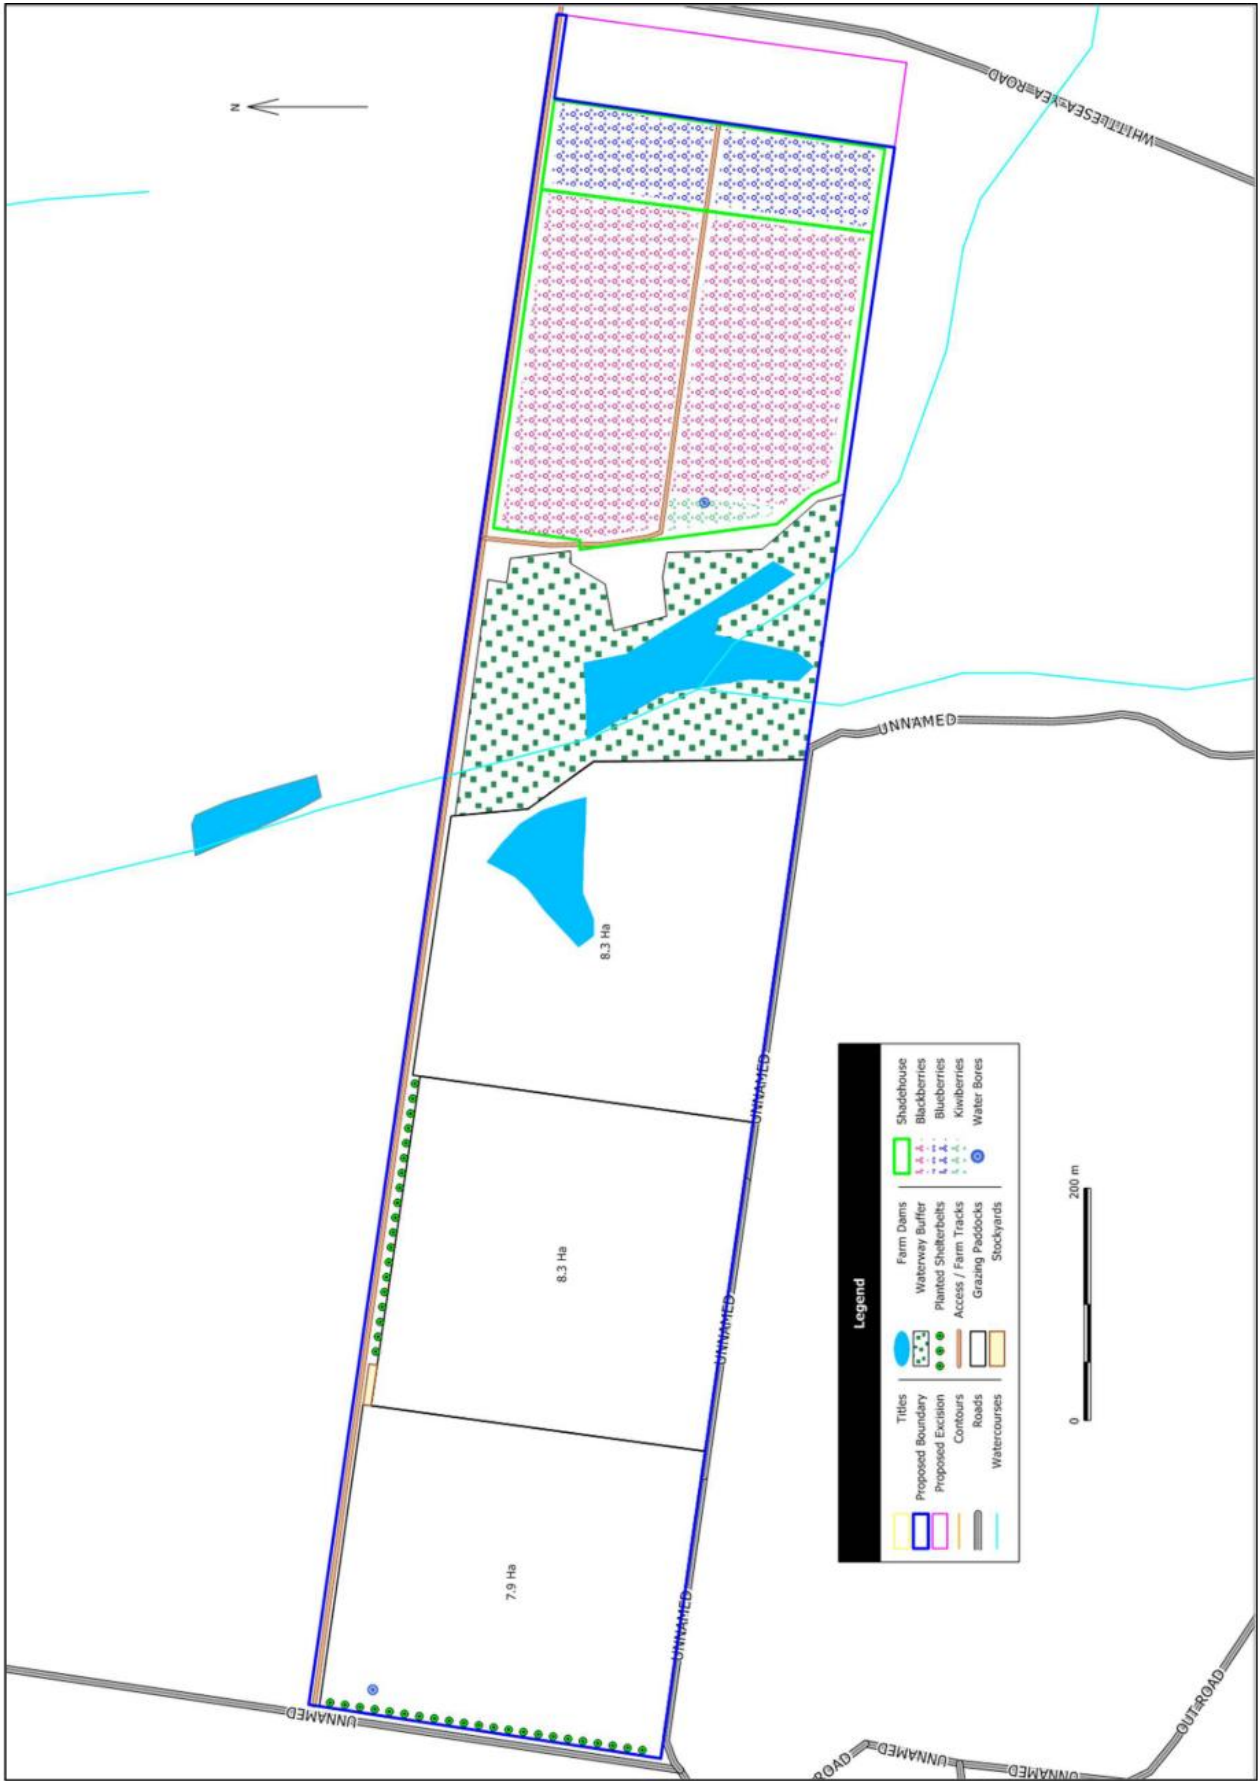 N
WHITTLESEA-YEA-ROAD
UNNAMED
8.3 Ha
UNNAMED
8.3 Ha
UNNAMED
7.9 Ha
UNNAMED
UNNAMED
ROAD
UNNAMED
UNNAMED
OUT ROAD
Legend
Titles
Proposed Boundary
Proposed Excision
Contours
Roads
Watercourses
Farm Dams
Waterway Buffer
Planted Shelterbelts
Access / Farm Tracks
Grazing Paddocks
Stockyards
Shadehouse
Blackberries
Blueberries
Kiwiberries
Water Bores
0
200 m